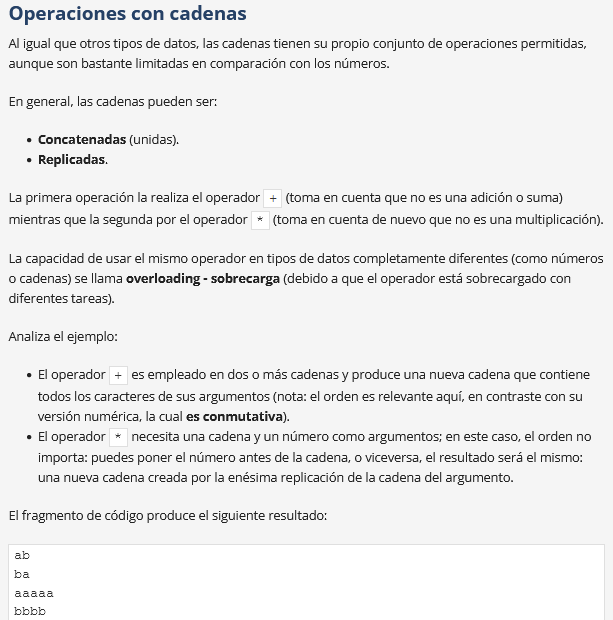 Operaciones con cadenas
Al igual que otros tipos de datos, las cadenas tienen su propio conjunto de operaciones permitidas,
aunque son bastante limitadas en comparación con los números.
En general, las cadenas pueden ser:
• Concatenadas (unidas).
• Replicadas.
La primera operación la realiza el operador + (toma en cuenta que no es una adición o suma)
mientras que la segunda por el operador * (toma en cuenta de nuevo que no es una multiplicación).
La capacidad de usar el mismo operador en tipos de datos completamente diferentes (como números
o cadenas) se llama overloading - sobrecarga (debido a que el operador está sobrecargado con
diferentes tareas).
Analiza el ejemplo:
• El operador + es empleado en dos o más cadenas y produce una nueva cadena que contiene
todos los caracteres de sus argumentos (nota: el orden es relevante aquí, en contraste con su
versión numérica, la cual es conmutativa).
• El operador * necesita una cadena y un número como argumentos; en este caso, el orden no
importa: puedes poner el número antes de la cadena, o viceversa, el resultado será el mismo:
una nueva cadena creada por la enésima replicación de la cadena del argumento.
El fragmento de código produce el siguiente resultado:
ab
ba
aaaaa
bbbb